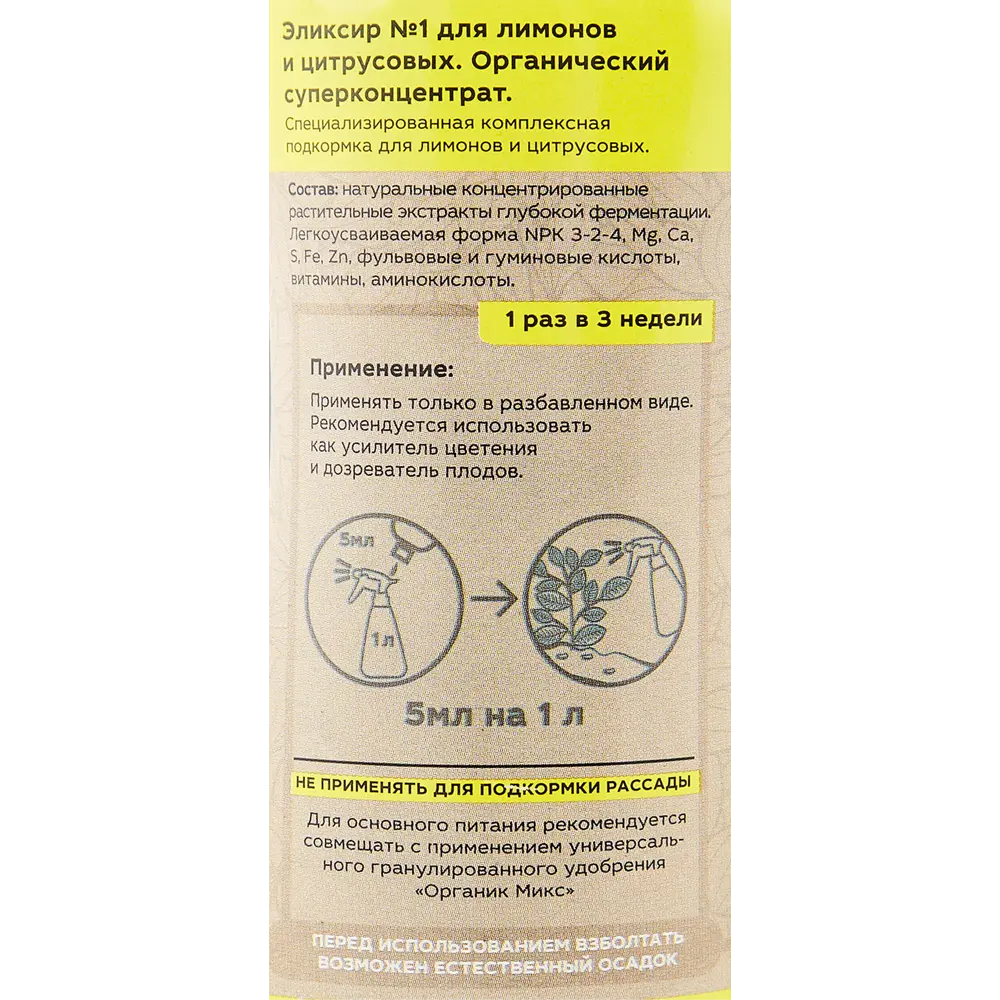 Эликсир №1 для лимонов
и цитрусовых. Органический
суперконцентрат.
Специализированная комплексная
подкормка для лимонов и цитрусовых.
Состав: натуральные концентрированные
растительные экстракты глубокой ферментации.
Легкоусваиваемая форма NPK 3-2-4, Mg, Ca,
S, Fe, Zn, фульвовые и гуминовые кислоты,
витамины, аминокислоты.
1 раз в 3 недели
Применение:
Применять только в разбавленном виде.
Рекомендуется использовать
как усилитель цветения
и дозреватель плодов.
5мл
1л
5мл на 1 л
НЕ ПРИМЕНЯТЬ ДЛЯ ПОДКОРМКИ РАССАДЫ
Для основного питания рекомендуется
совмещать с применением универсаль-
ного гранулированного удобрения
«Органик Микс»
ПЕРЕД ИСПОЛЬЗОВАНИЕМ ВЗБОЛТАТЬ
ВОЗМОЖЕН ЕСТЕСТВЕННЫЙ ОСАДОК